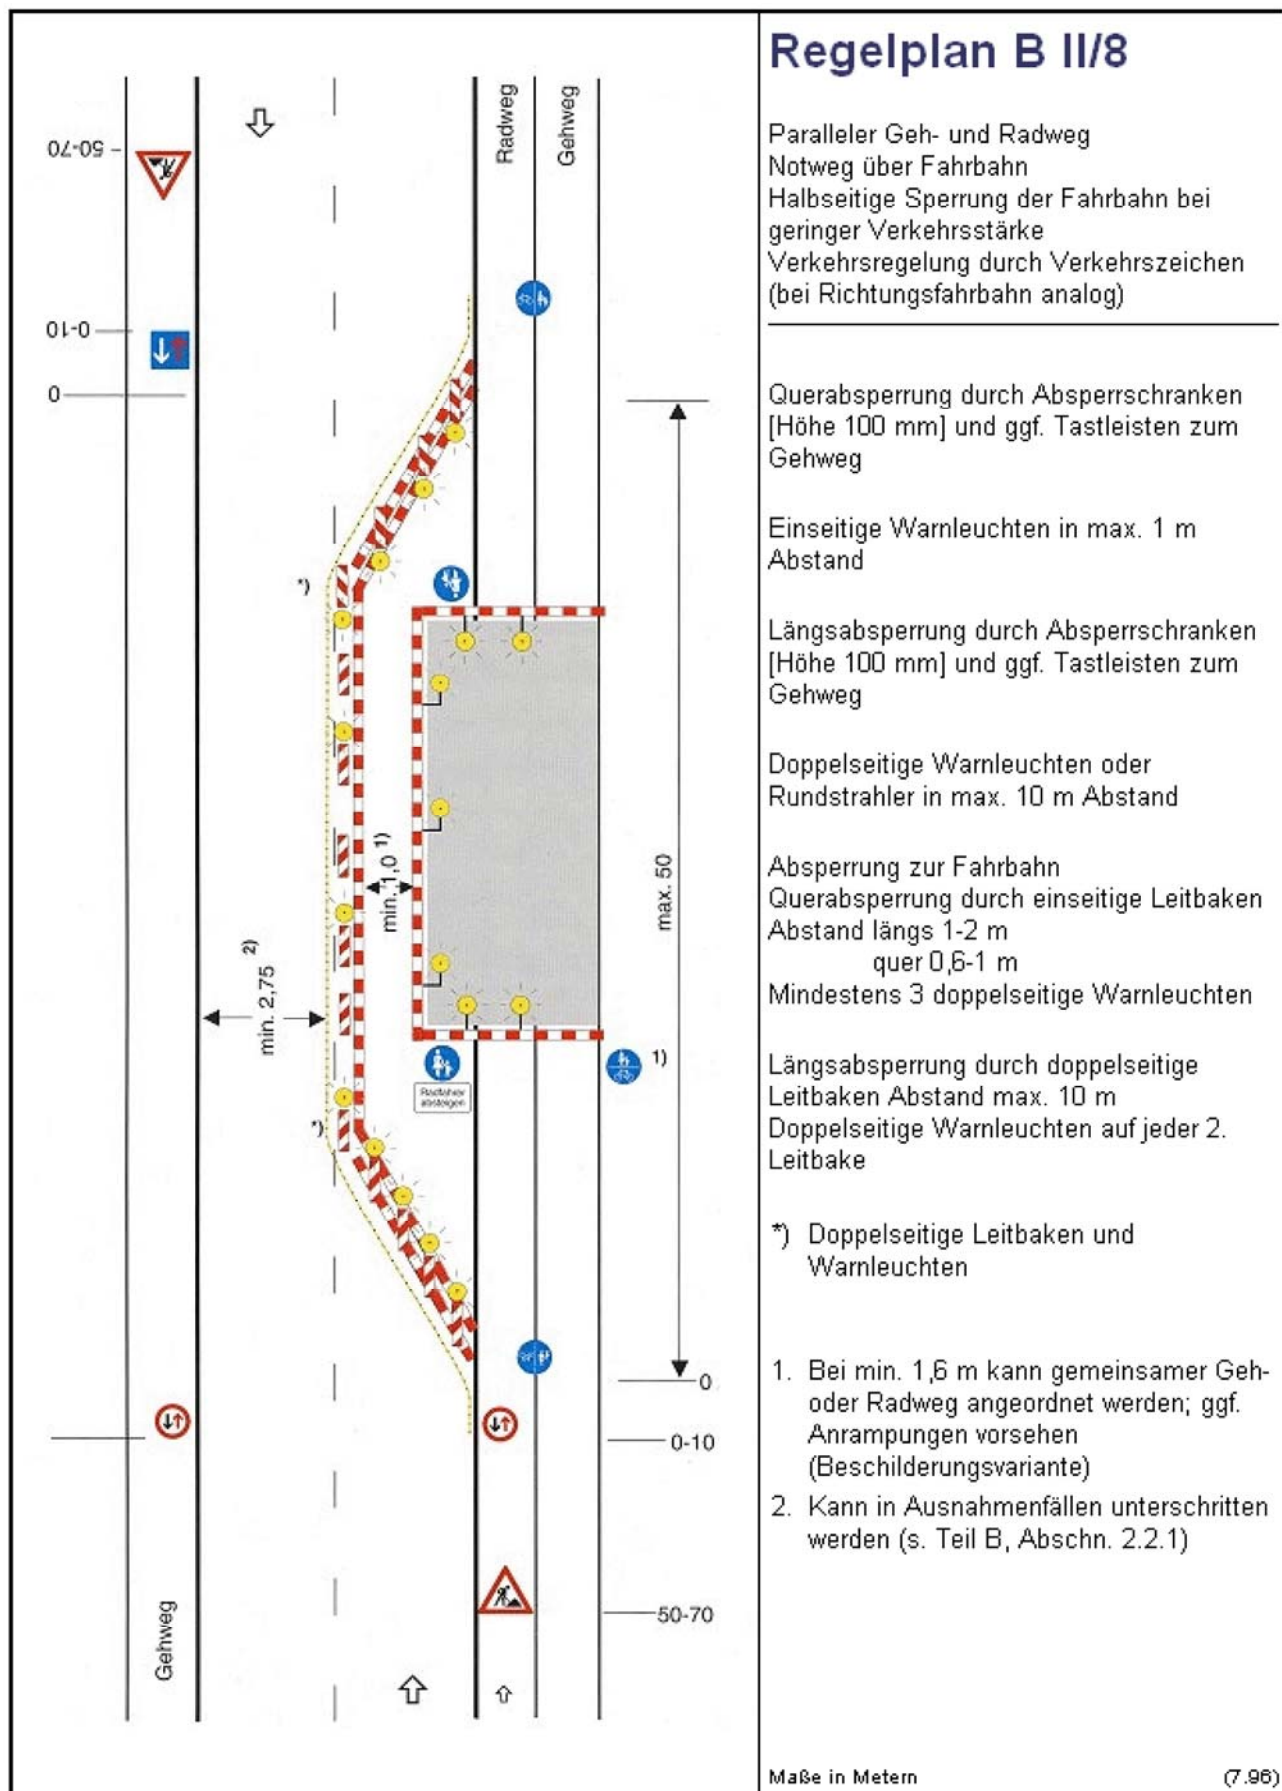 Regelplan B II/8
Paralleler Geh- und Radweg
Notweg über Fahrbahn
Halbseitige Sperrung der Fahrbahn bei
geringer Verkehrsstärke
Verkehrsregelung durch Verkehrszeichen
(bei Richtungsfahrbahn analog)
Querabsperrung durch Absperrschranken
[Höhe 100 mm] und ggf. Tastleisten zum
Gehweg
Einseitige Warnleuchten in max. 1 m
Abstand
Längsabsperrung durch Absperrschranken
[Höhe 100 mm] und ggf. Tastleisten zum
Gehweg
Doppelseitige Warnleuchten oder
Rundstrahler in max. 10 m Abstand
Absperrung zur Fahrbahn
Querabsperrung durch einseitige Leitbaken
Abstand längs 1-2 m
quer 0,6-1 m
Mindestens 3 doppelseitige Warnleuchten
Längsabsperrung durch doppelseitige
Leitbaken Abstand max. 10 m
Doppelseitige Warnleuchten auf jeder 2.
Leitbake
*) Doppelseitige Leitbaken und
Warnleuchten
1. Bei min. 1,6 m kann gemeinsamer Geh-
oder Radweg angeordnet werden; ggf.
Anrampungen vorsehen
(Beschilderungsvariante)
2. Kann in Ausnahmenfällen unterschritten
werden (s. Teil B, Abschn. 2.2.1)
Maße in Metern (7.96)
Radweg
Gehweg
50-70
0-10
0
*)
min. 1,0 1)
max. 50
min. 2,75 2)
1)
Radfahrer
absteigen
*)
0
0-10
50-70
Gehweg